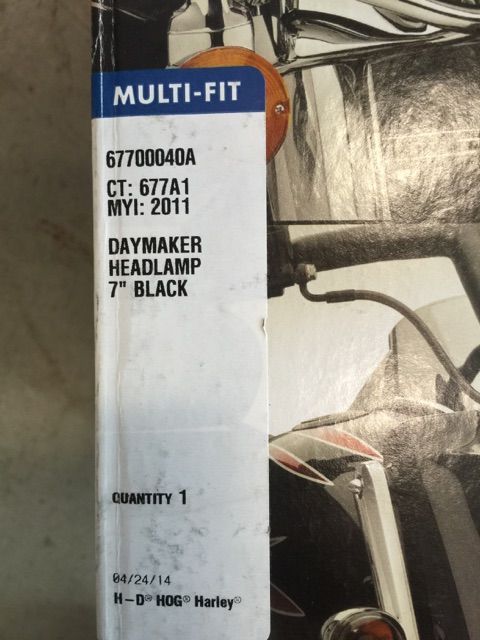 MULTI-FIT
67700040A
CT: 677A1
MYI: 2011
DAYMAKER
HEADLAMP
7" BLACK
QUANTITY 1
04/24/14
H-D® HOG® Harley®